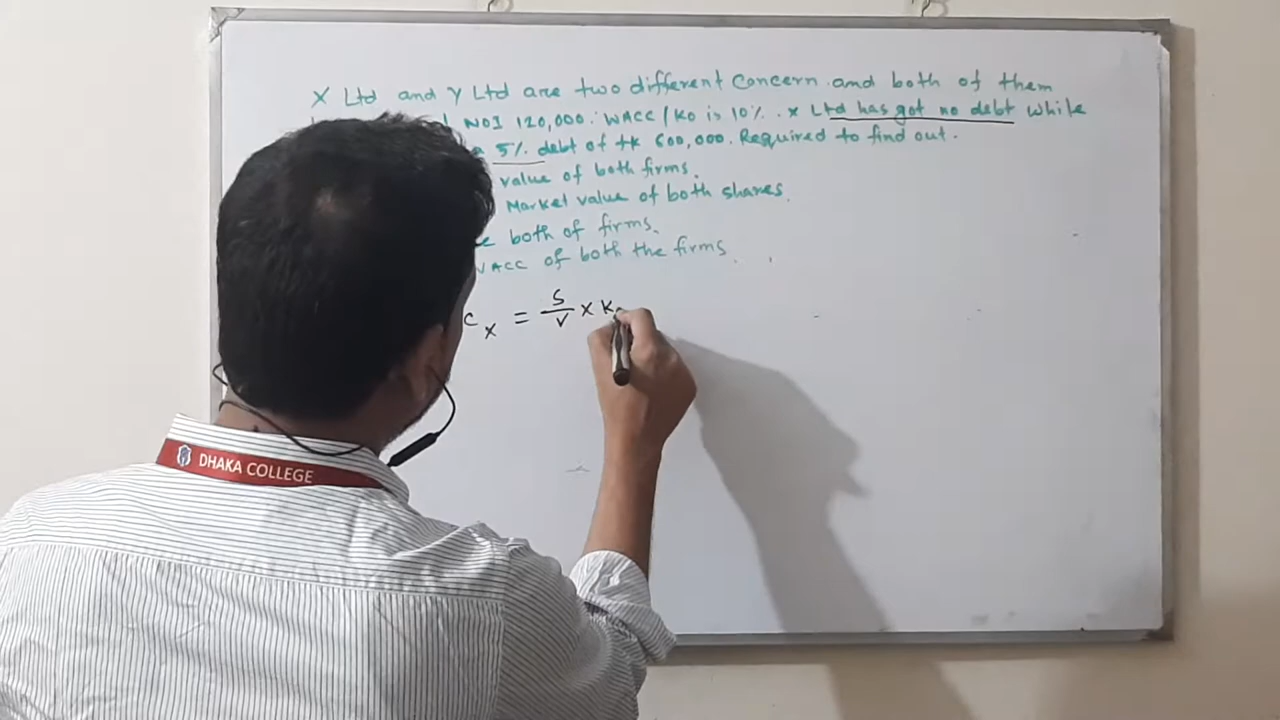 X Ltd and Y Ltd are two different concern and both of them
NOI 120,000. WACC/Ko is 10%. X Ltd has got no debt while
5% debt of tk 600,000. Required to find out.
value of both firms.
Market value of both shares.
both of firms.
WACC of both the firms.
c x = S/V x K
DHAKA COLLEGE